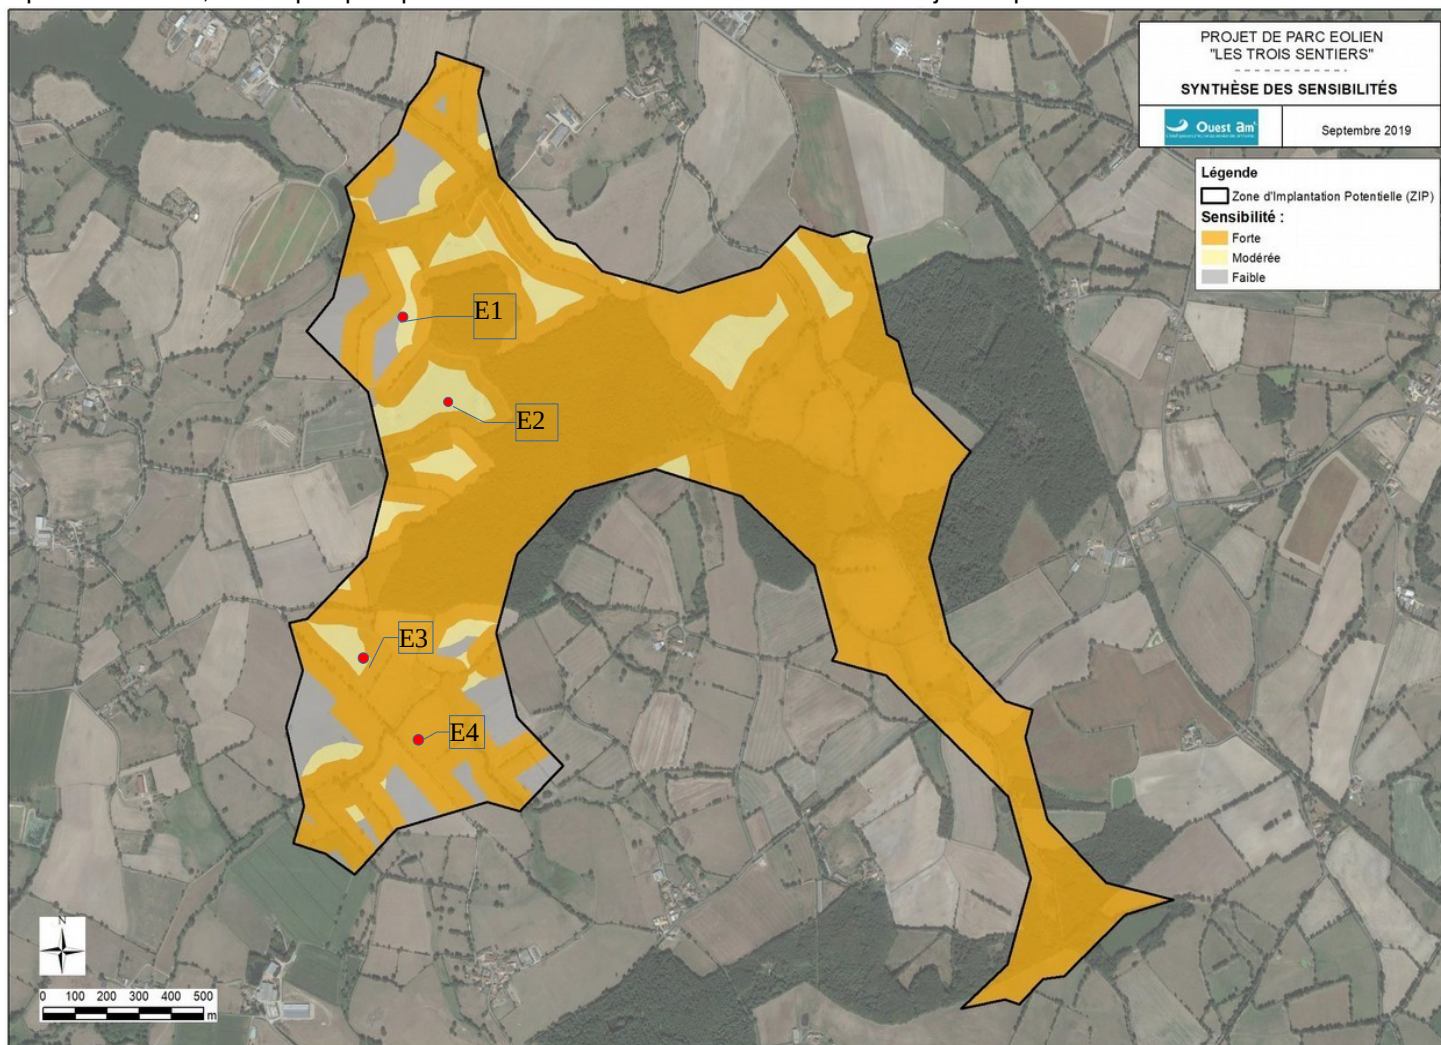 PROJET DE PARC EOLIEN
"LES TROIS SENTIERS"
SYNTHÈSE DES SENSIBILITÉS
Ouest am'
Septembre 2019
Légende
Zone d'Implantation Potentielle (ZIP)
Sensibilité :
Forte
Modérée
Faible
E1
E2
E3
E4
N
0 100 200 300 400 500
m